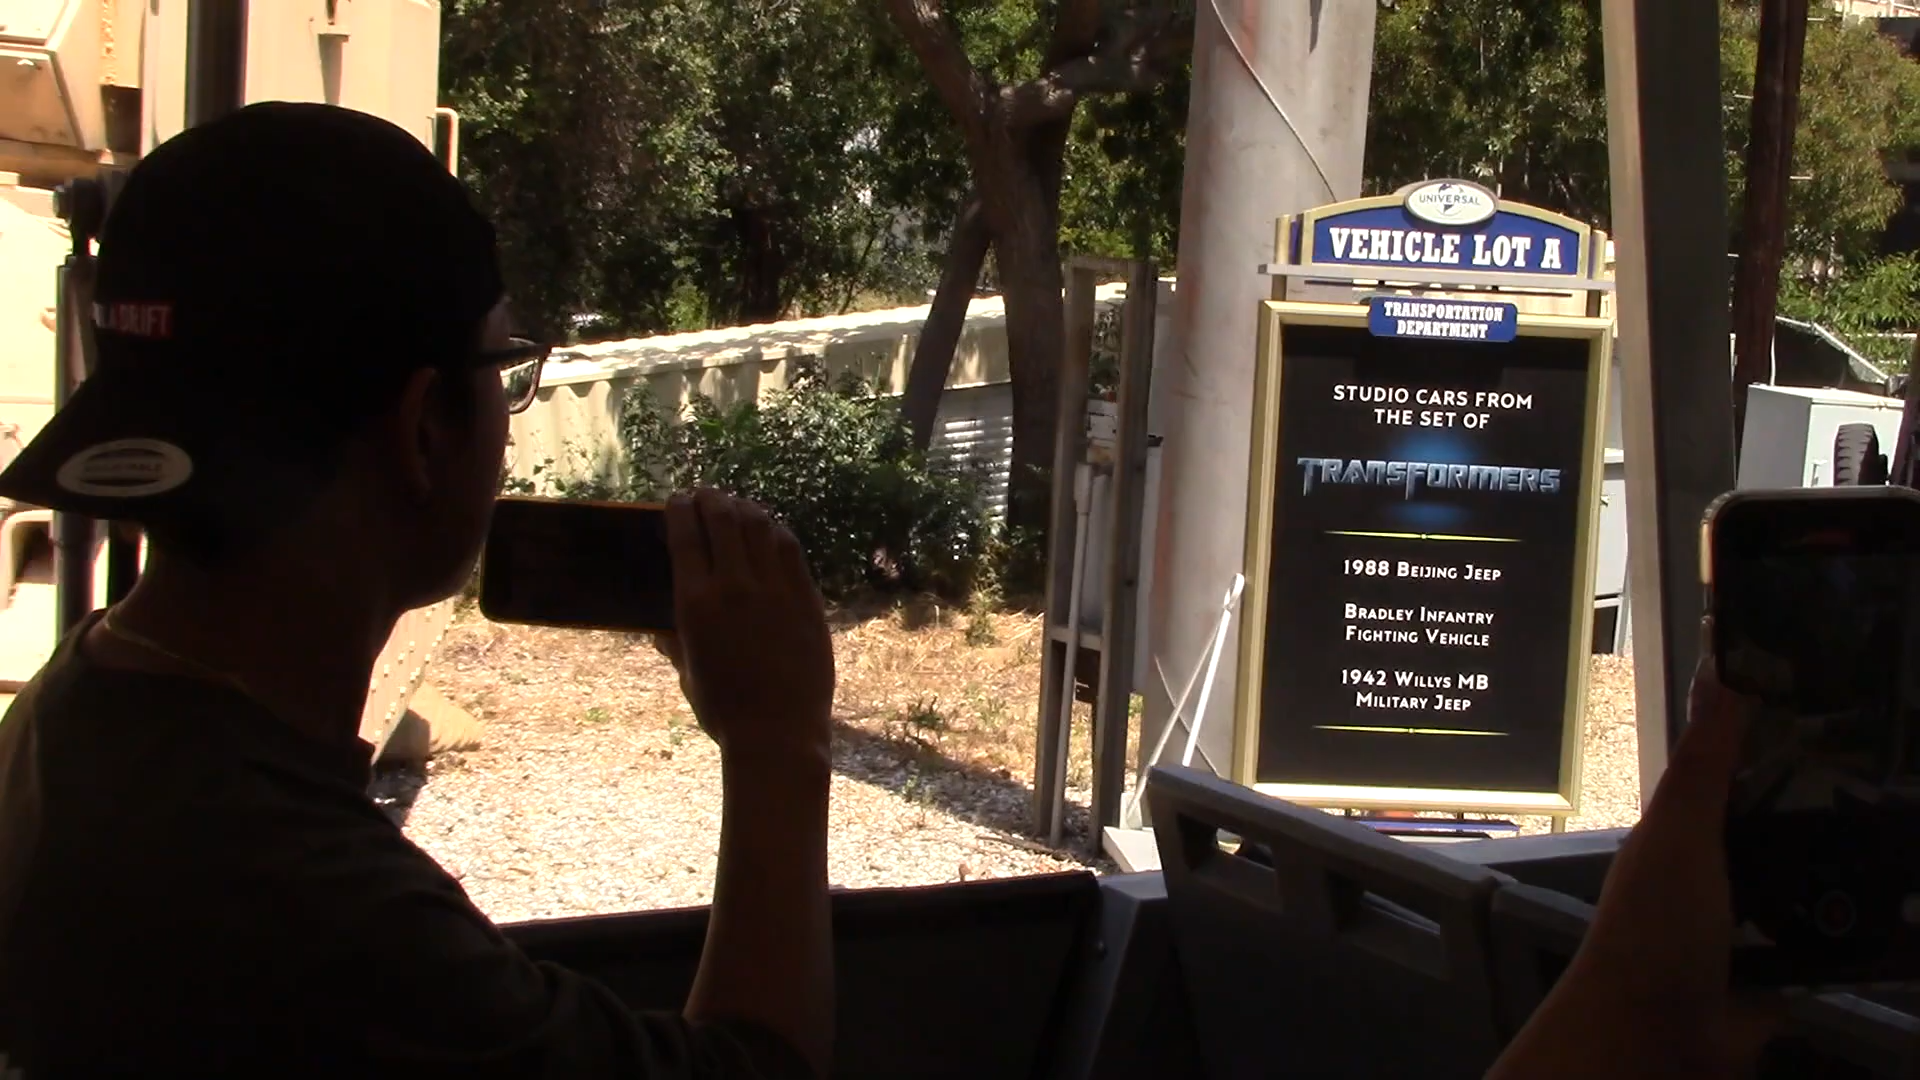 UNIVERSAL
VEHICLE LOT A
TRANSPORTATION
DEPARTMENT
STUDIO CARS FROM
THE SET OF
TRANSFORMERS
1988 BEIJING JEEP
BRADLEY INFANTRY
FIGHTING VEHICLE
1942 WILLYS MB
MILITARY JEEP
DRIFT